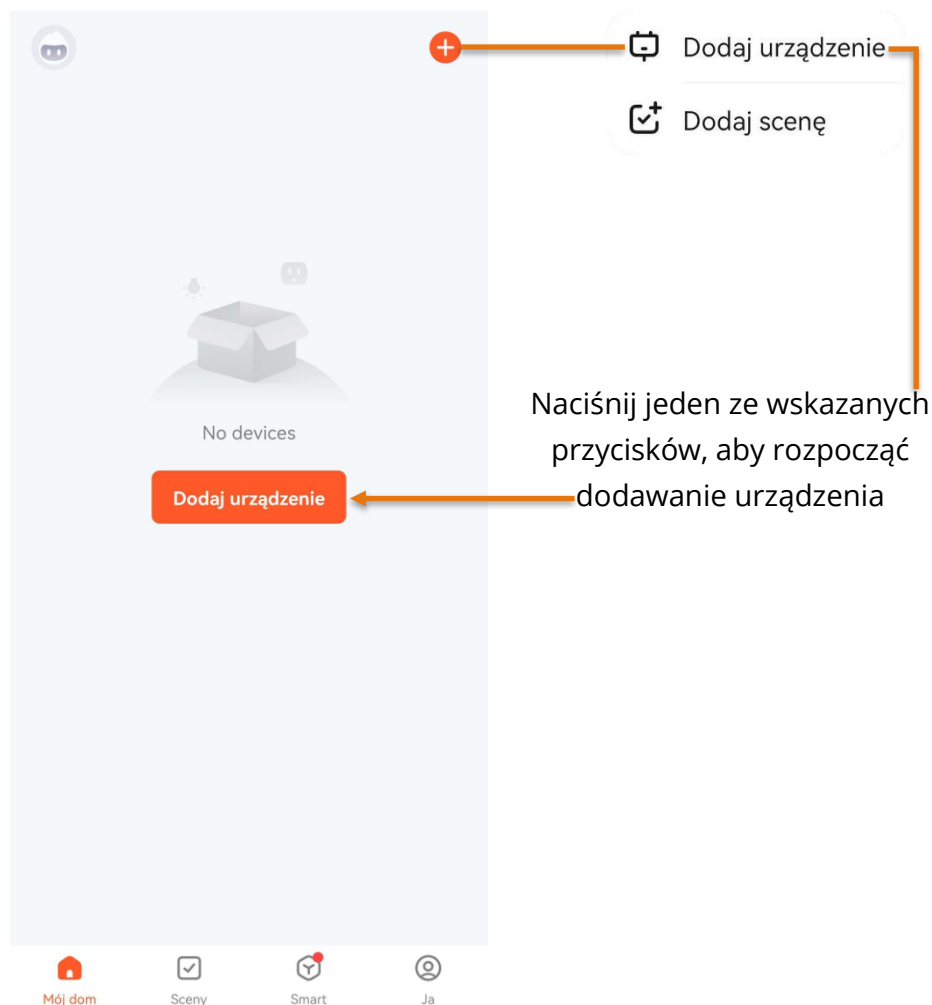 Dodaj urządzenie
Dodaj scenę
No devices
Dodaj urządzenie
Naciśnij jeden ze wskazanych
przycisków, aby rozpocząć
dodawanie urządzenia
Mój dom
Sceny
Smart
Ja